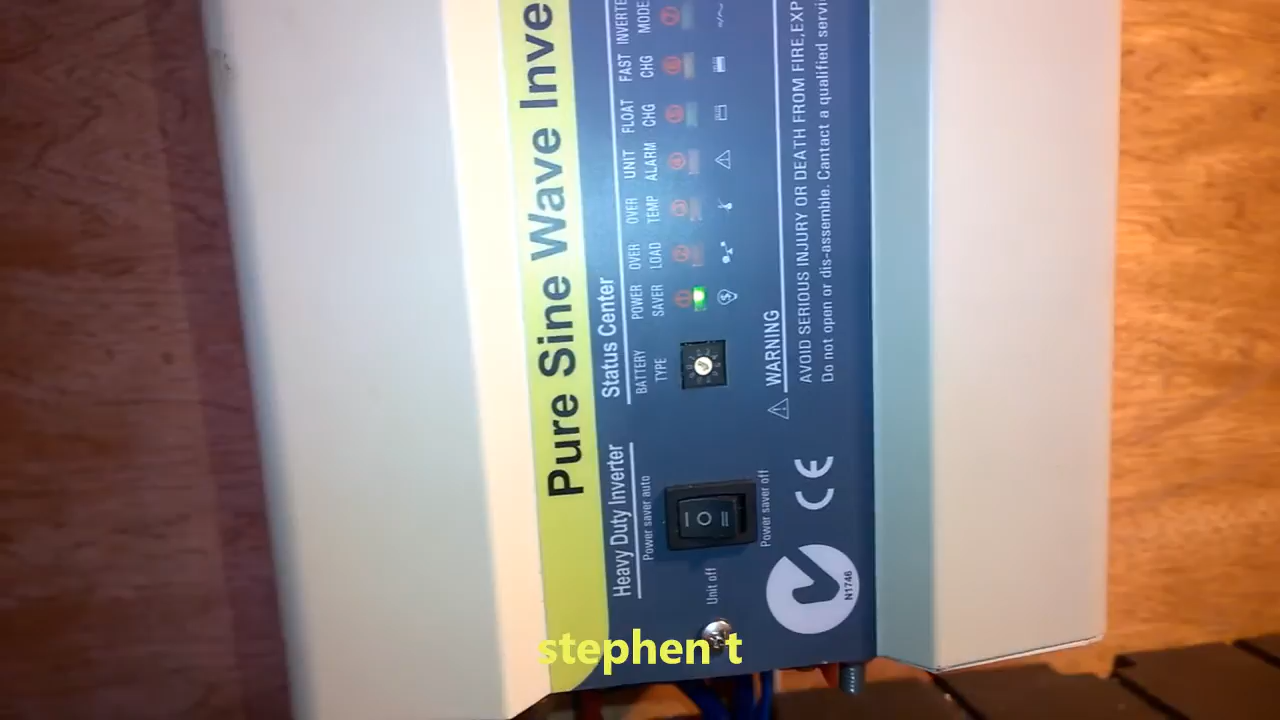 Pure Sine Wave Inve
Heavy Duty Inverter
Power saver auto
Unit off
Power saver off
Status Center
BATTERY TYPE
POWER SAVER
OVER LOAD
OVER TEMP
UNIT ALARM
FLOAT CHG
FAST CHG
INVERTE MODE
WARNING
AVOID SERIOUS INJURY OR DEATH FROM FIRE,EXP
Do not open or dis-assemble. Cantact a qualified servi
CE
N1746
stephen t